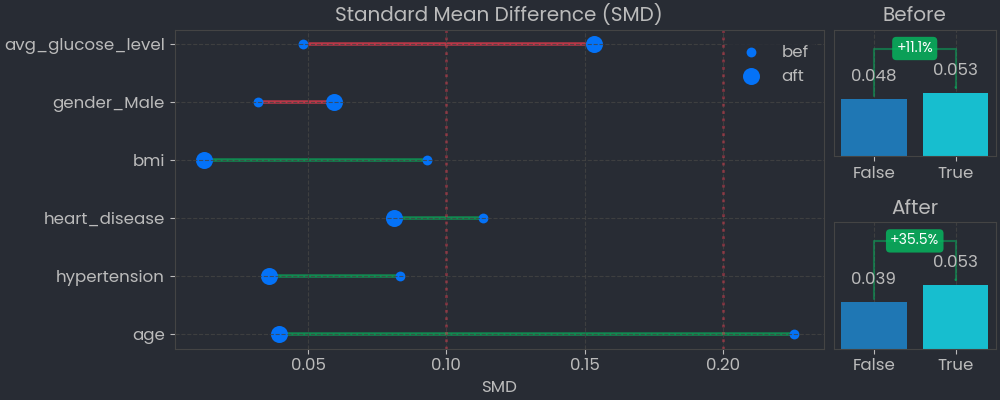 Standard Mean Difference (SMD)
avg_glucose_level
gender_Male
bmi
heart_disease
hypertension
age
bef
aft
0.05
0.10
0.15
0.20
SMD
Before
+11.1%
0.048
0.053
False
True
After
+35.5%
0.039
0.053
False
True